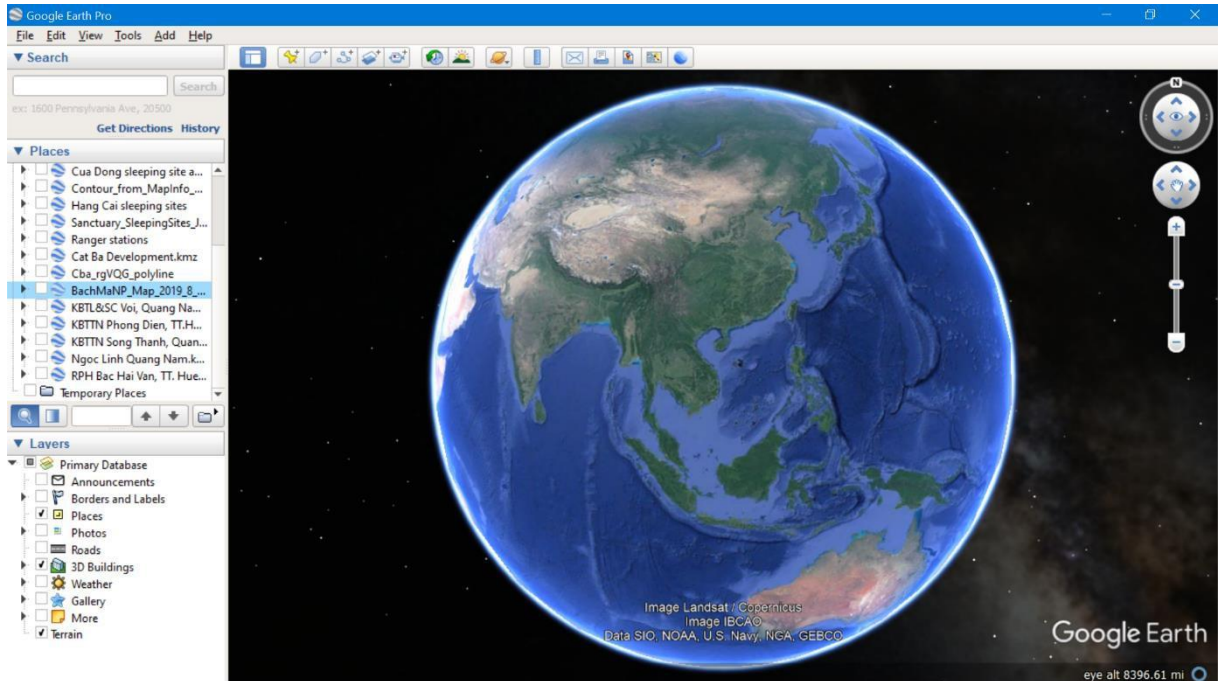 Google Earth Pro
File Edit View Tools Add Help
Search
Search
ex: 1600 Pennsylvania Ave, 20500
Get Directions History
Places
Cua Dong sleeping site a...
Contour_from_MapInfo_...
Hang Cai sleeping sites
Sanctuary_SleepingSites_J...
Ranger stations
Cat Ba Development.kmz
Cba_rgVQG_polyline
BachMaNP_Map_2019_8_...
KBTL&SC Voi, Quang Na...
KBTTN Phong Dien, TT.H...
KBTTN Song Thanh, Quan...
Ngoc Linh Quang Nam.k...
RPH Bac Hai Van, TT. Hue...
Temporary Places
Layers
Primary Database
Announcements
Borders and Labels
Places
Photos
Roads
3D Buildings
Weather
Gallery
More
Terrain
N
Image Landsat / Copernicus
Image IBCAO
Data SIO, NOAA, U.S. Navy, NGA, GEBCO
Google Earth
eye alt 8396.61 mi